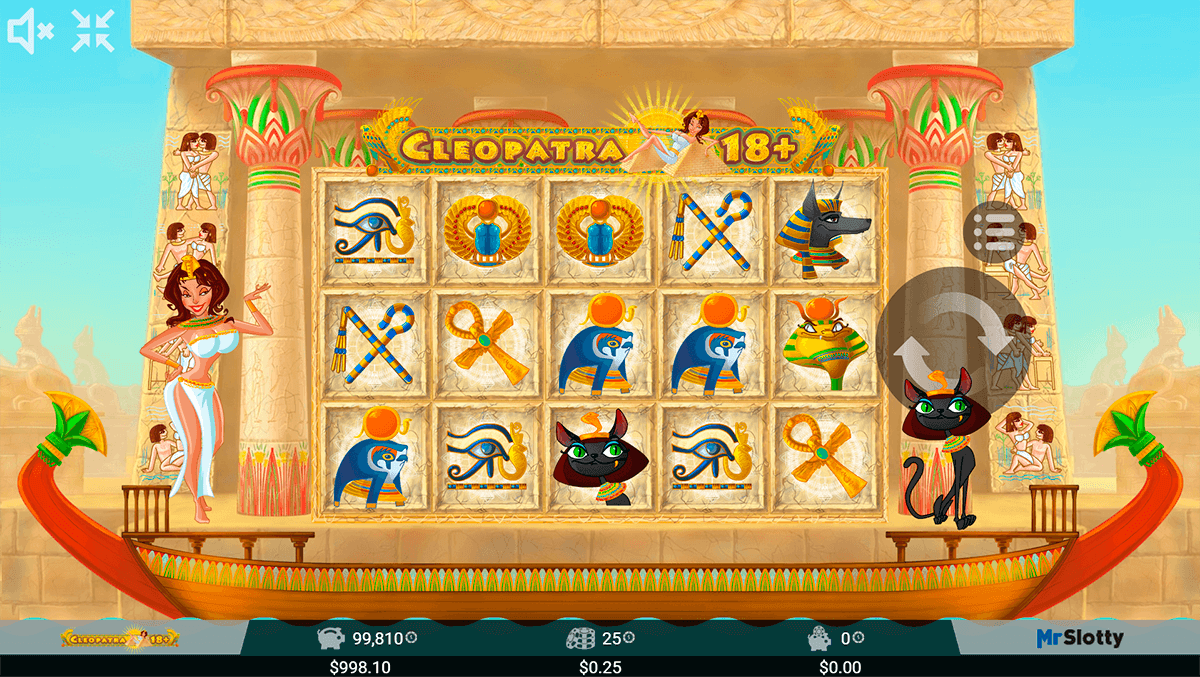 CLEOPATRA 18+
CLEOPATRA 18+
99,810
25
0
MrSlotty
$998.10
$0.25
$0.00